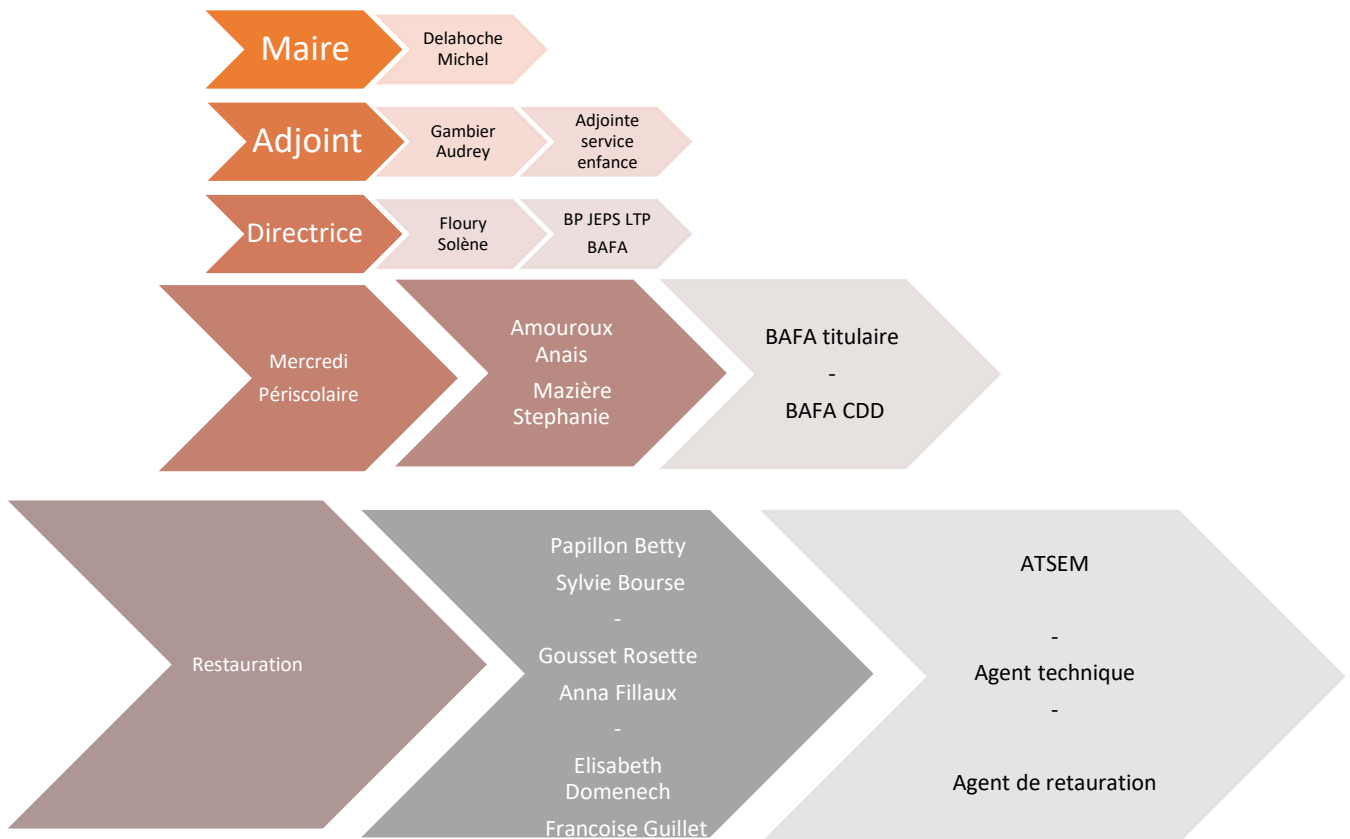 Maire
Delahoche
Michel
Adjoint
Gambier
Audrey
Adjointe
service
enfance
Directrice
Floury
Solène
BP JEPS LTP
BAFA
Mercredi
Périscolaire
Amouroux
Anais
Mazière
Stephanie
BAFA titulaire
-
BAFA CDD
Restauration
Papillon Betty
Sylvie Bourse
-
Gousset Rosette
Anna Fillaux
-
Elisabeth
Domenech
Francoise Guillet
ATSEM
-
Agent technique
-
Agent de retauration